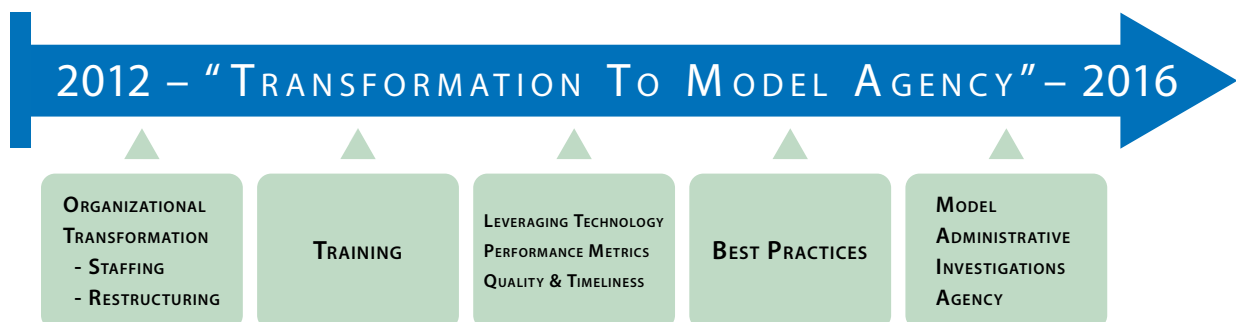 2012 – “Transformation To Model Agency” – 2016
Organizational
Transformation
- Staffing
- Restructuring
Training
Leveraging Technology
Performance Metrics
Quality & Timeliness
Best Practices
Model
Administrative
Investigations
Agency